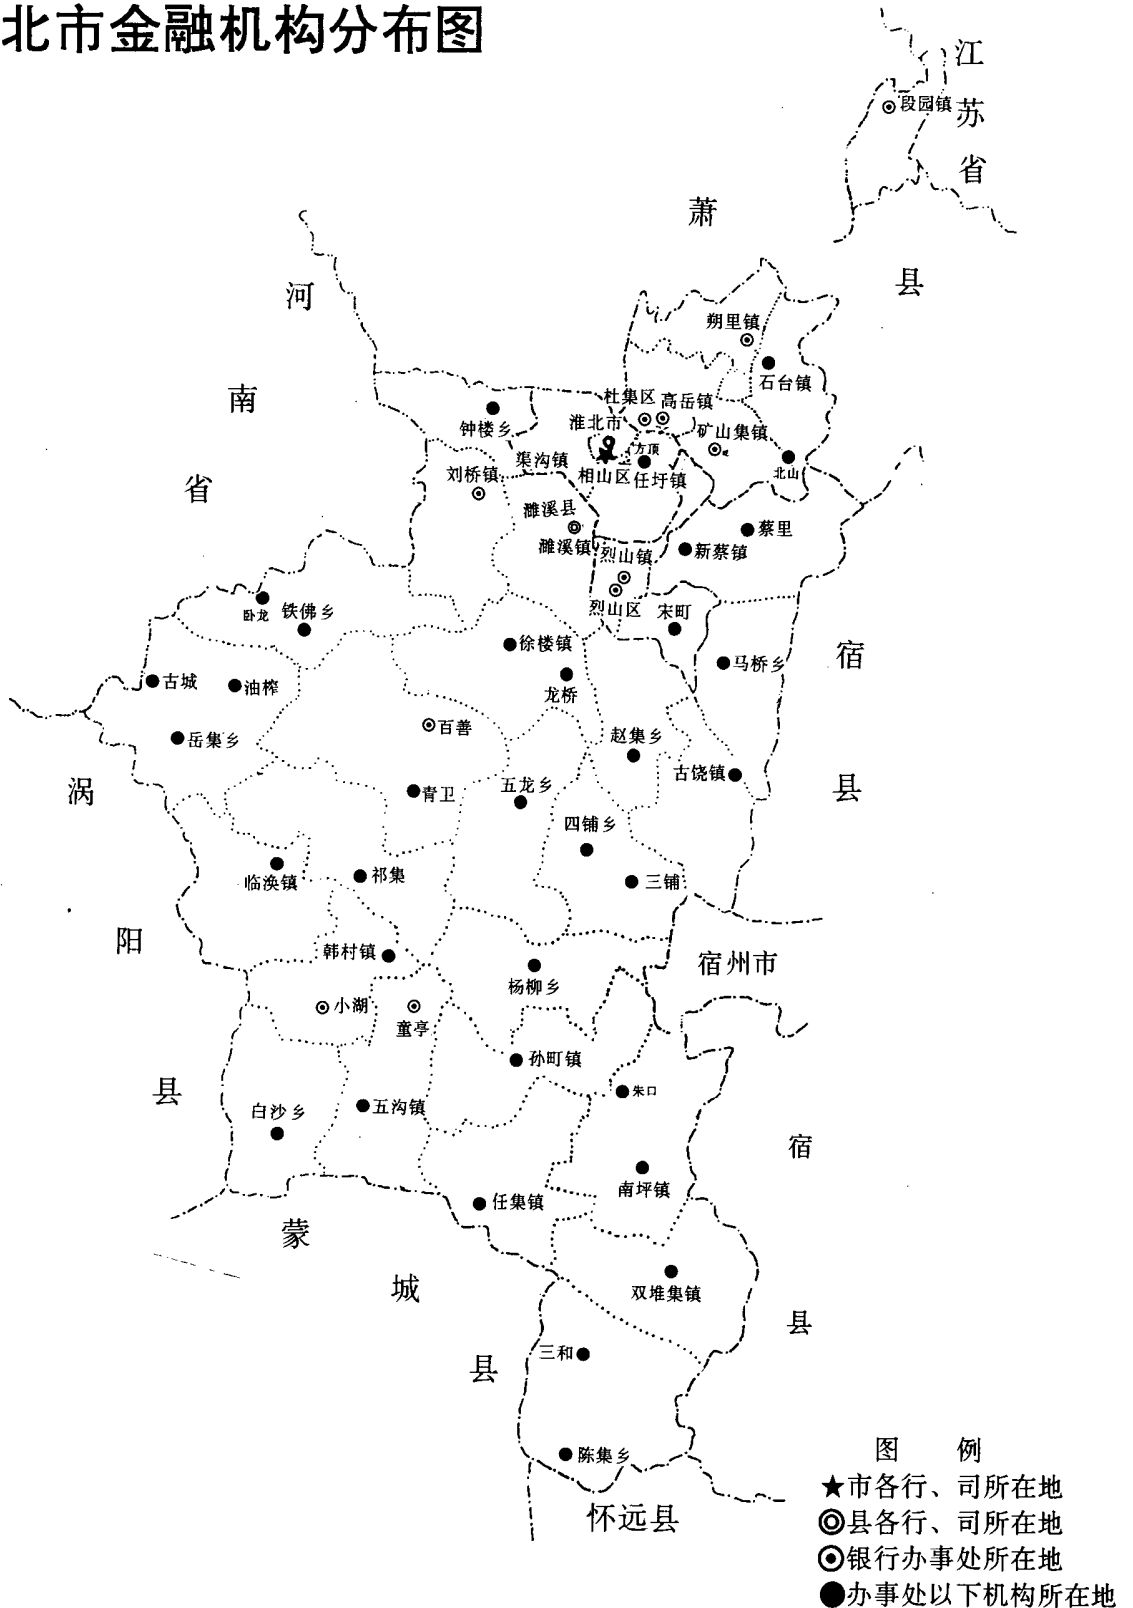 北市金融机构分布图
江
苏
省
段园镇
萧
县
河
南
省
朔里镇
石台镇
杜集区
高岳镇
淮北市
矿山集镇
钟楼乡
方顶
渠沟镇
刘桥镇
相山区
任圩镇
北山
濉溪县
濉溪镇
蔡里
新蔡镇
烈山镇
烈山区
宋町
卧龙
铁佛乡
徐楼镇
马桥乡
宿
县
古城
油榨
龙桥
百善
岳集乡
赵集乡
古饶镇
涡
阳
县
青卫
五龙乡
四铺乡
临涣镇
祁集
三铺
韩村镇
宿州市
杨柳乡
小湖
童亭
孙町镇
朱口
白沙乡
五沟镇
宿
县
南坪镇
任集镇
蒙
城
县
双堆集镇
三和
陈集乡
怀远县
图 例
★市各行、司所在地
◎县各行、司所在地
⊙银行办事处所在地
●办事处以下机构所在地